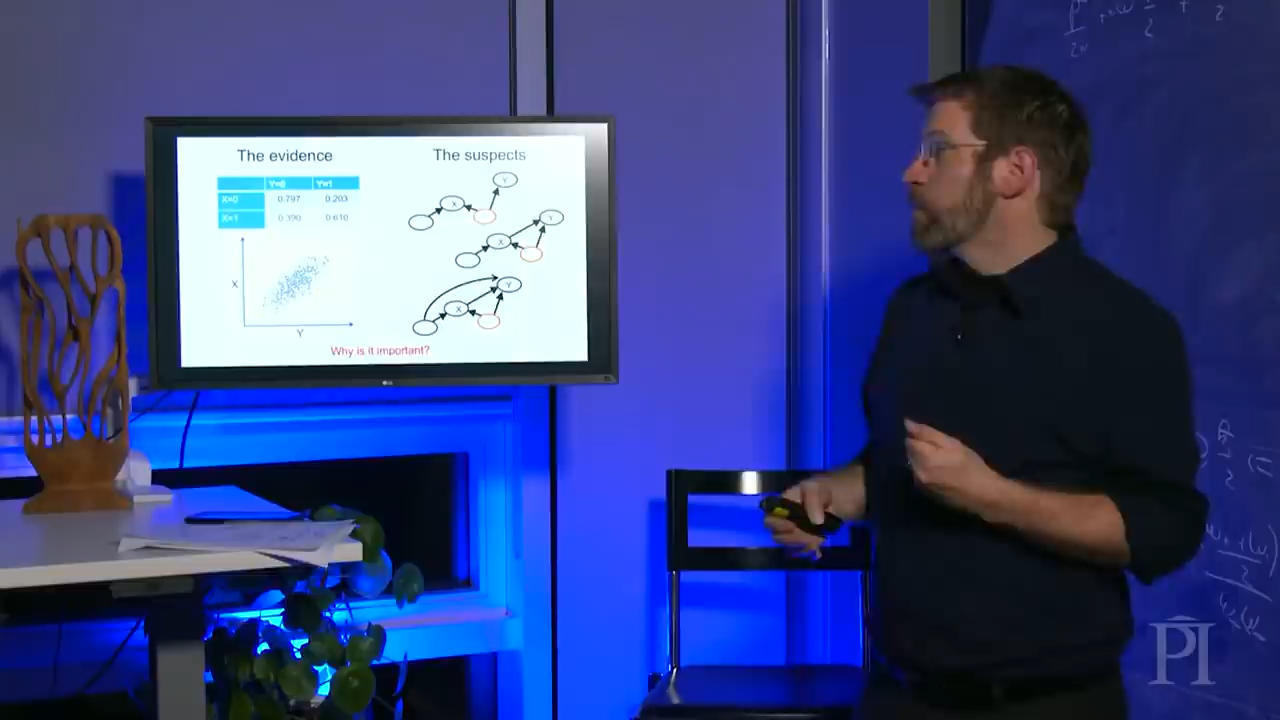 The evidence
The suspects
Y=0 Y=1
X=0 0.797 0.203
X=1 0.390 0.610
X
Y
Y
X
Y
X
Y
X
Why is it important?
LG
PI